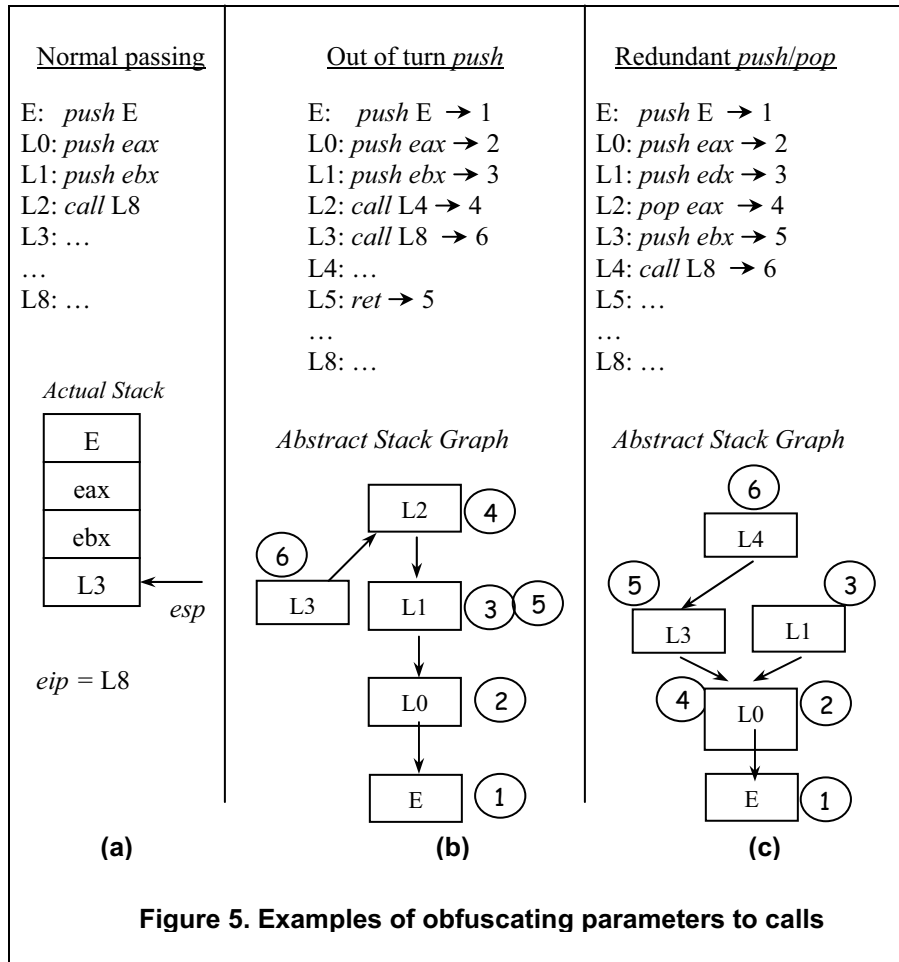 Normal passing
E: push E
L0: push eax
L1: push ebx
L2: call L8
L3: …
…
L8: …
Actual Stack
E
eax
ebx
L3
esp
eip = L8
(a)
Out of turn push
E: push E → 1
L0: push eax → 2
L1: push ebx → 3
L2: call L4 → 4
L3: call L8 → 6
L4: …
L5: ret → 5
…
L8: …
Abstract Stack Graph
L2 4
6
L3 L1 3 5
L0 2
E 1
(b)
Redundant push/pop
E: push E → 1
L0: push eax → 2
L1: push edx → 3
L2: pop eax → 4
L3: push ebx → 5
L4: call L8 → 6
L5: …
…
L8: …
Abstract Stack Graph
6
L4
5 3
L3 L1
4 L0 2
E 1
(c)
Figure 5. Examples of obfuscating parameters to calls